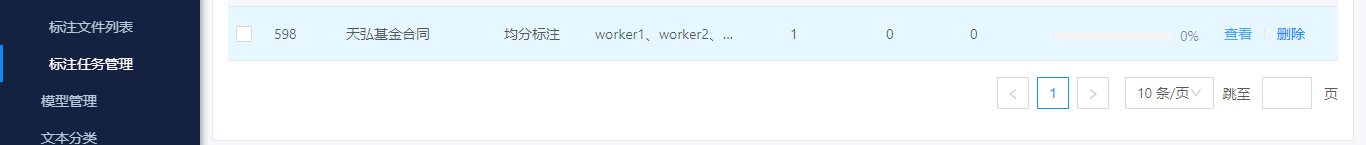 标注文件列表
标注任务管理
模型管理
文本分类
598 天弘基金合同 均分标注 worker1、worker2、... 1 0 0 0% 查看 删除
1 10 条/页 跳至 页